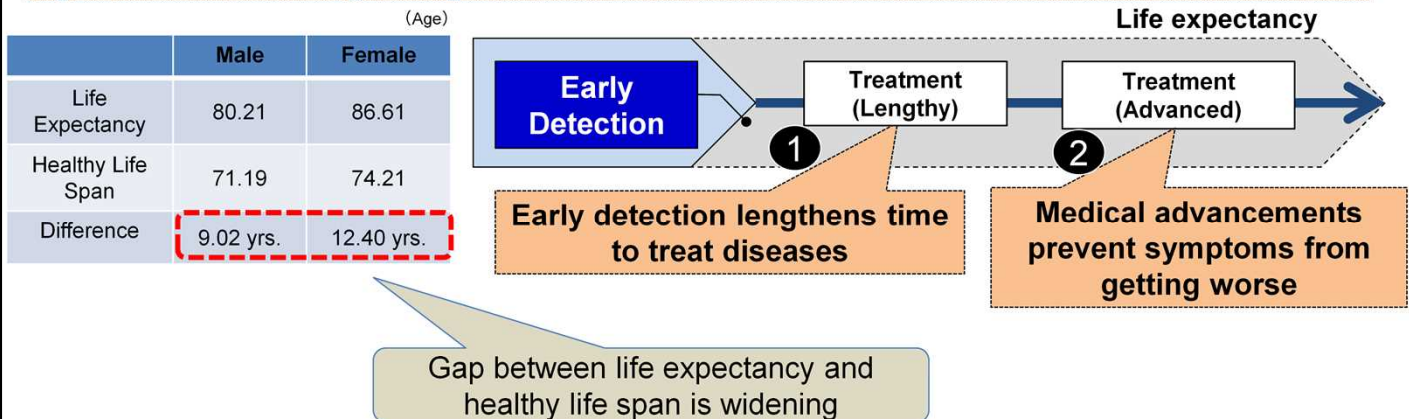 (Age)
Male Female
Life
Expectancy
80.21 86.61
Healthy Life
Span
71.19 74.21
Difference
9.02 yrs. 12.40 yrs.
Life expectancy
Early
Detection
Treatment
(Lengthy)
Treatment
(Advanced)
1
Early detection lengthens time
to treat diseases
2
Medical advancements
prevent symptoms from
getting worse
Gap between life expectancy and
healthy life span is widening